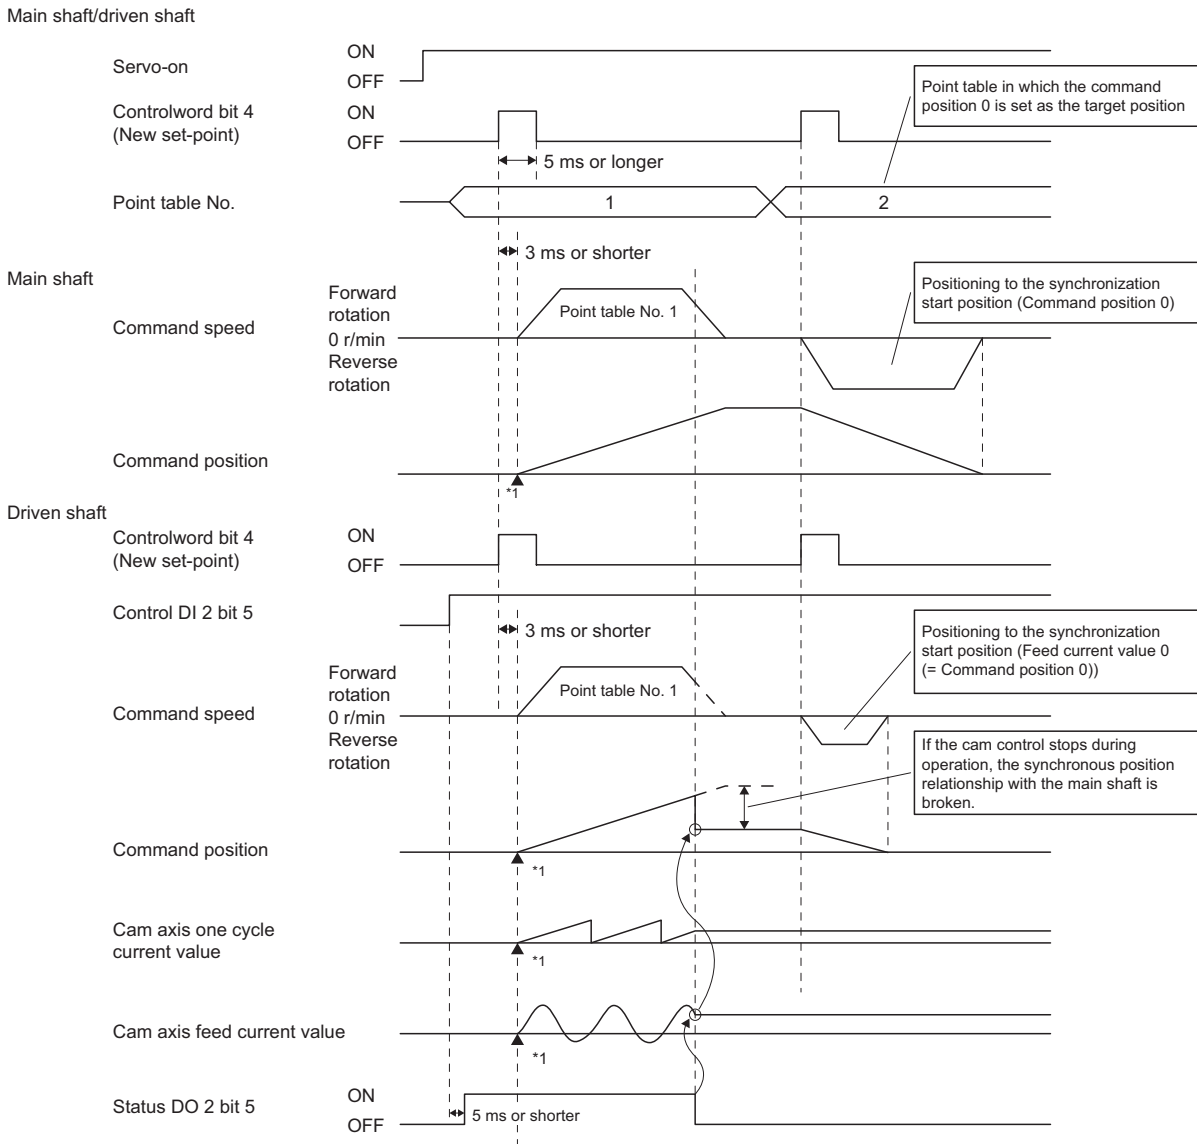 Main shaft/driven shaft
Servo-on
ON
OFF
Controlword bit 4
(New set-point)
ON
OFF
Point table in which the command
position 0 is set as the target position
5 ms or longer
Point table No.
1
2
3 ms or shorter
Main shaft
Command speed
Forward
rotation
0 r/min
Reverse
rotation
Point table No. 1
Positioning to the synchronization
start position (Command position 0)
Command position
*1
Driven shaft
Controlword bit 4
(New set-point)
ON
OFF
Control DI 2 bit 5
3 ms or shorter
Positioning to the synchronization
start position (Feed current value 0
(= Command position 0))
Command speed
Forward
rotation
0 r/min
Reverse
rotation
Point table No. 1
If the cam control stops during
operation, the synchronous position
relationship with the main shaft is
broken.
Command position
*1
Cam axis one cycle
current value
*1
Cam axis feed current value
*1
Status DO 2 bit 5
ON
OFF
5 ms or shorter